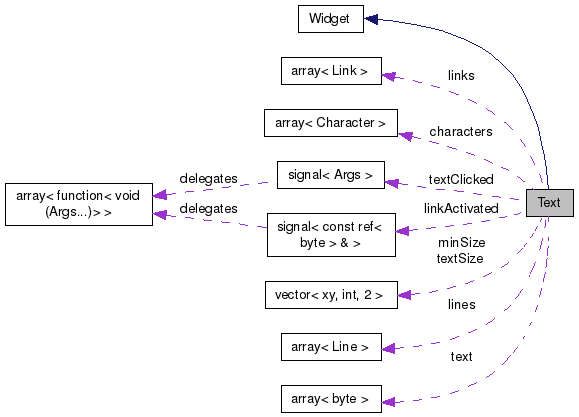 Widget
array< Link >
links
array< Character >
characters
signal< Args >
textClicked
delegates
array< function< void
(Args...)> >
delegates
signal< const ref<
byte > & >
linkActivated
Text
minSize
textSize
vector< xy, int, 2 >
lines
array< Line >
text
array< byte >